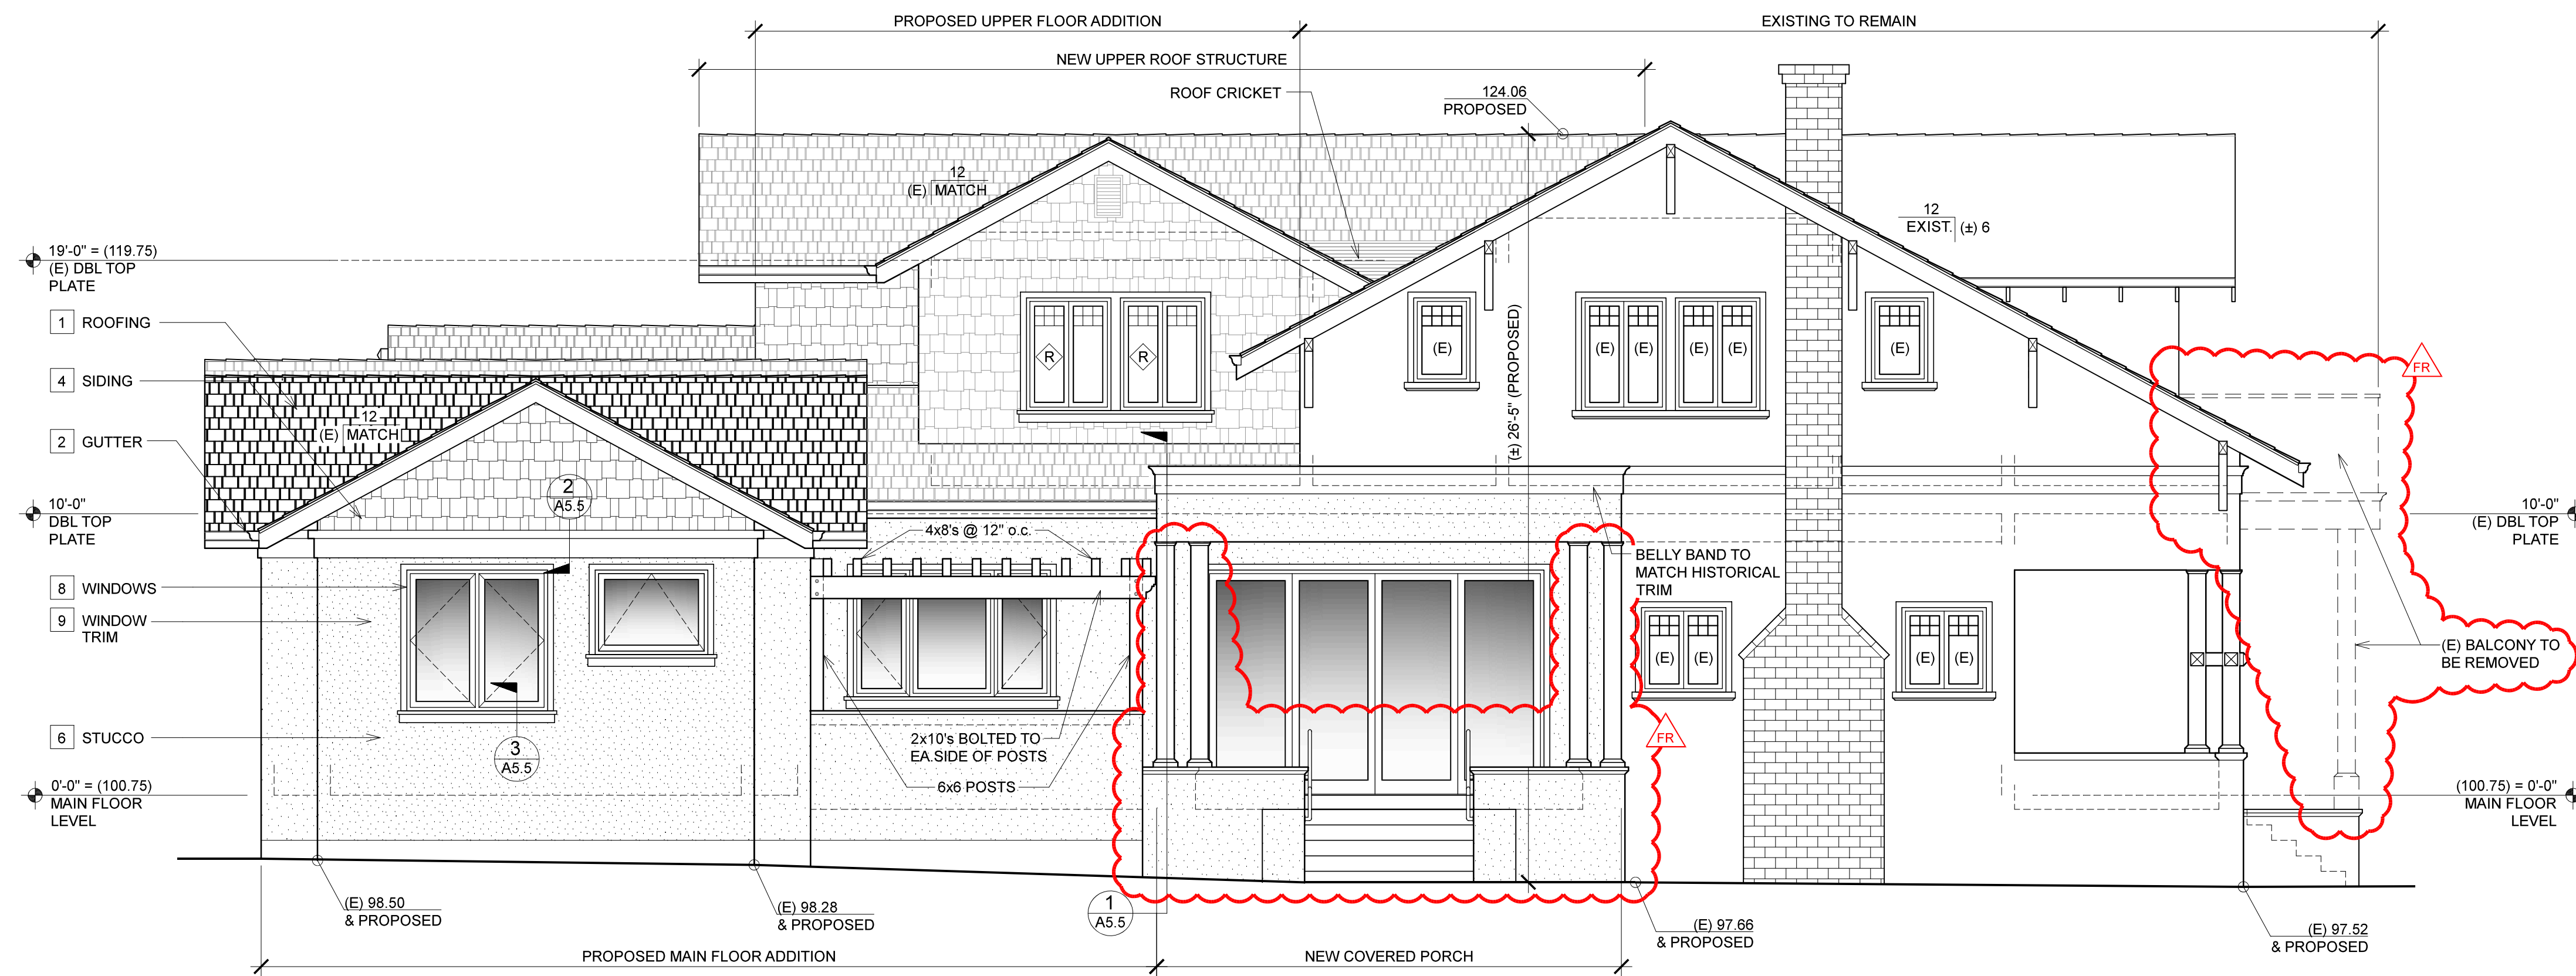 PROPOSED UPPER FLOOR ADDITION
EXISTING TO REMAIN
NEW UPPER ROOF STRUCTURE
ROOF CRICKET
124.06
PROPOSED
12
(E) MATCH
12
EXIST. (±) 6
19'-0" = (119.75)
(E) DBL TOP
PLATE
1 ROOFING
4 SIDING
2 GUTTER
12
(E) MATCH
R
R
(E)
(E)
(E)
(E)
(E)
(E)
(±) 26'-5" (PROPOSED)
FR
2
A5.5
10'-0"
DBL TOP
PLATE
4x8's @ 12" o.c.
BELLY BAND TO
MATCH HISTORICAL
TRIM
10'-0"
(E) DBL TOP
PLATE
8 WINDOWS
9 WINDOW
TRIM
(E)
(E)
(E)
(E)
(E) BALCONY TO
BE REMOVED
6 STUCCO
3
A5.5
2x10's BOLTED TO
EA.SIDE OF POSTS
6x6 POSTS
FR
0'-0" = (100.75)
MAIN FLOOR
LEVEL
(100.75) = 0'-0"
MAIN FLOOR
LEVEL
(E) 98.50
& PROPOSED
(E) 98.28
& PROPOSED
1
A5.5
(E) 97.66
& PROPOSED
(E) 97.52
& PROPOSED
PROPOSED MAIN FLOOR ADDITION
NEW COVERED PORCH